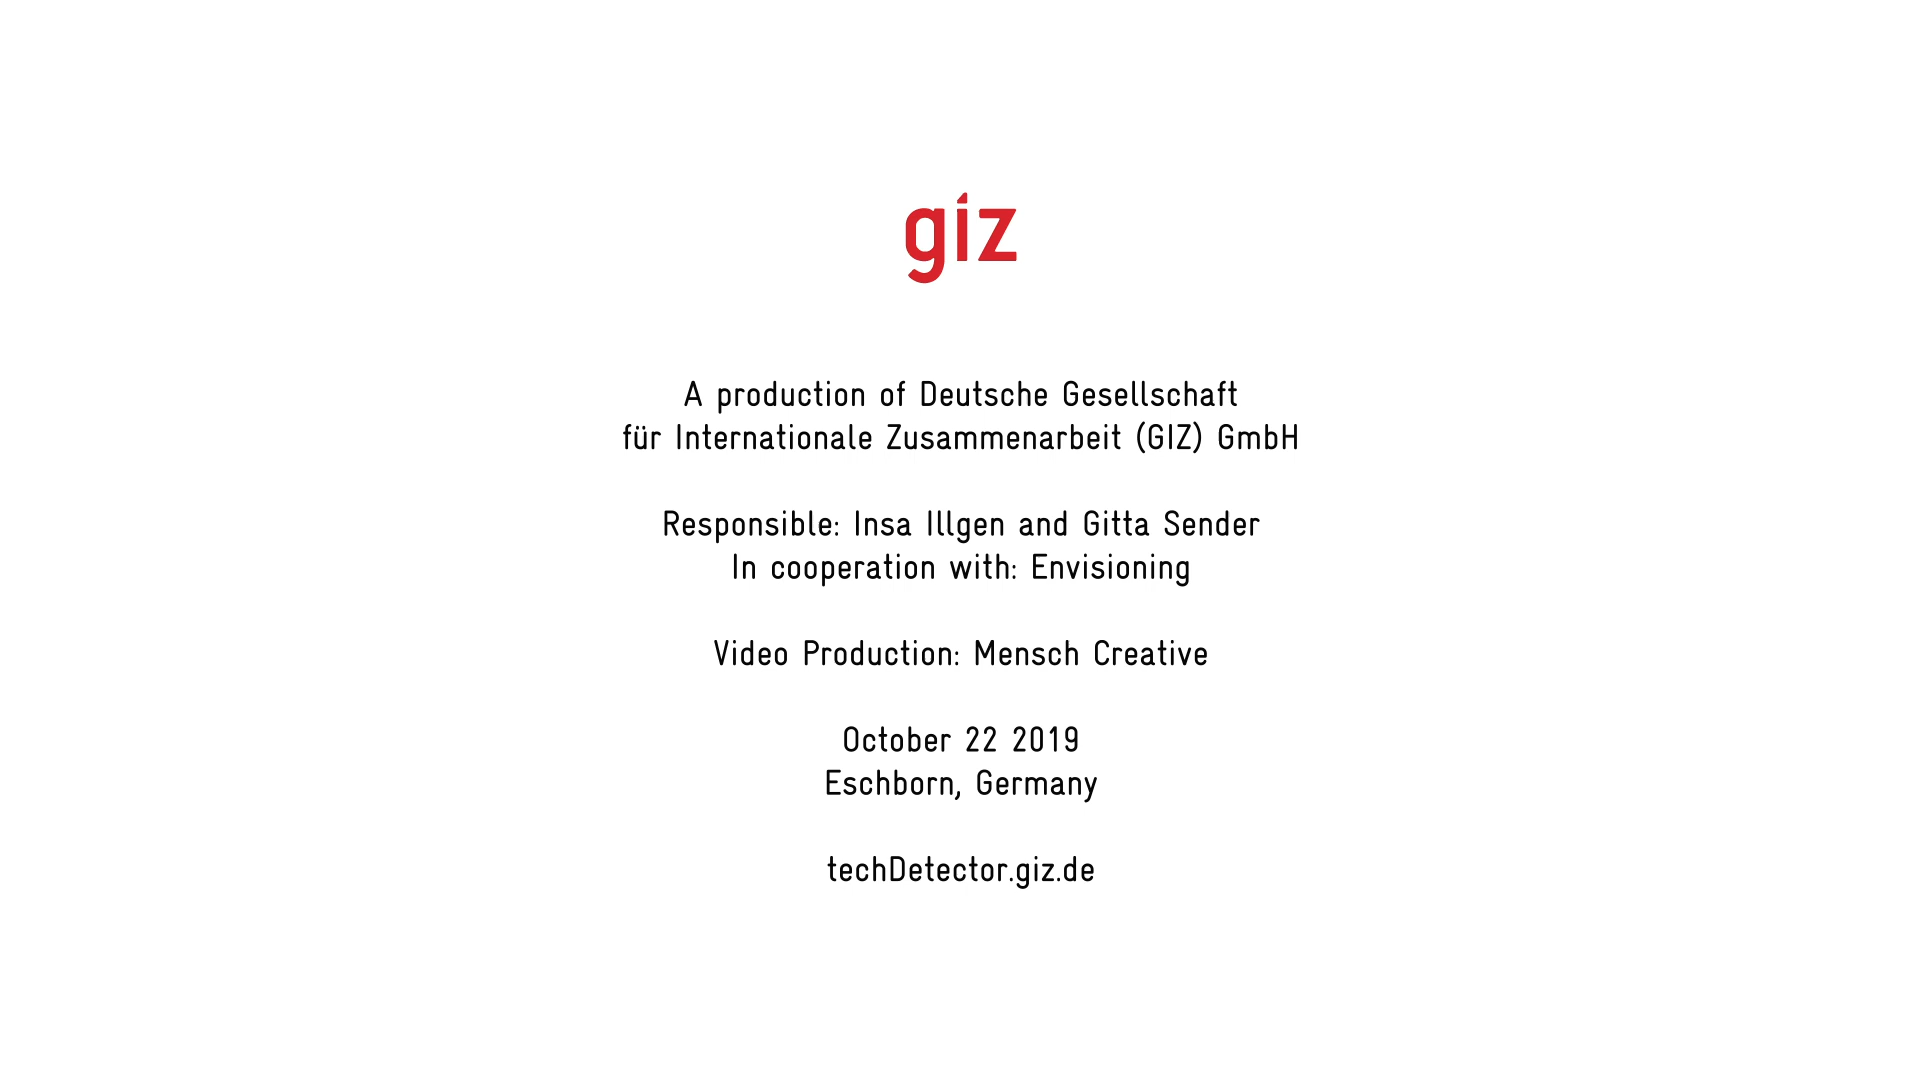 giz
A production of Deutsche Gesellschaft
für Internationale Zusammenarbeit (GIZ) GmbH
Responsible: Insa Illgen and Gitta Sender
In cooperation with: Envisioning
Video Production: Mensch Creative
October 22 2019
Eschborn, Germany
techDetector.giz.de